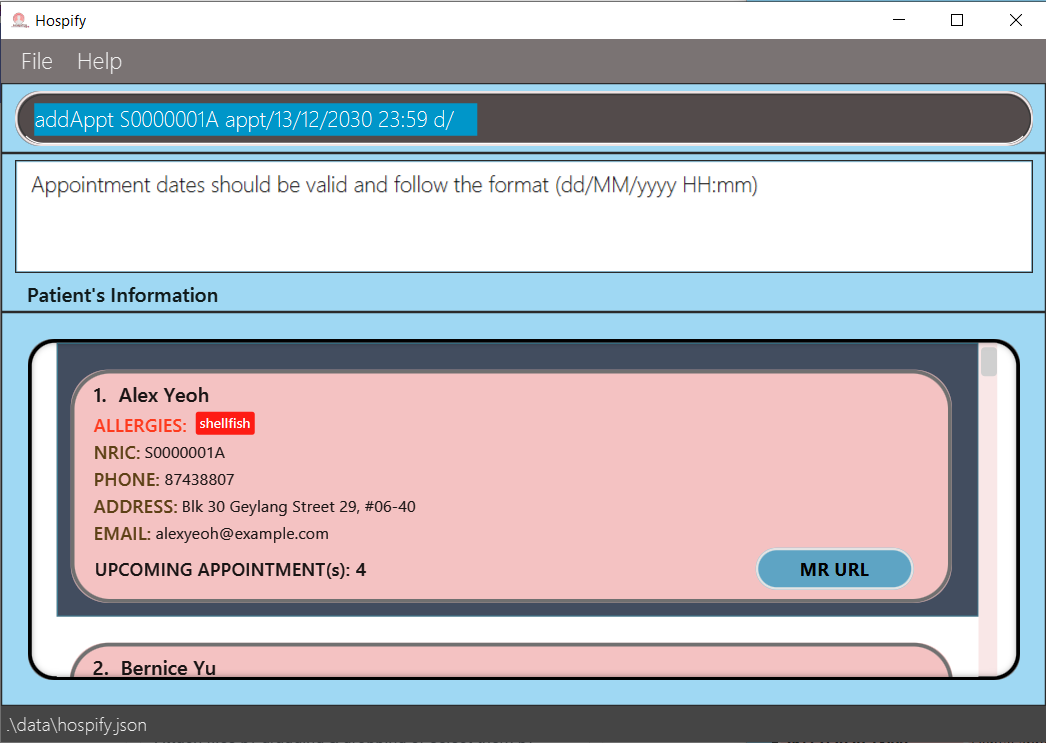 Hospify
File Help
addAppt S0000001A appt/13/12/2030 23:59 d/
Appointment dates should be valid and follow the format (dd/MM/yyyy HH:mm)
Patient's Information
1. Alex Yeoh
ALLERGIES: shellfish
NRIC: S0000001A
PHONE: 87438807
ADDRESS: Blk 30 Geylang Street 29, #06-40
EMAIL: alexyeoh@example.com
UPCOMING APPOINTMENT(s): 4
MR URL
2. Bernice Yu
.\data\hospify.json